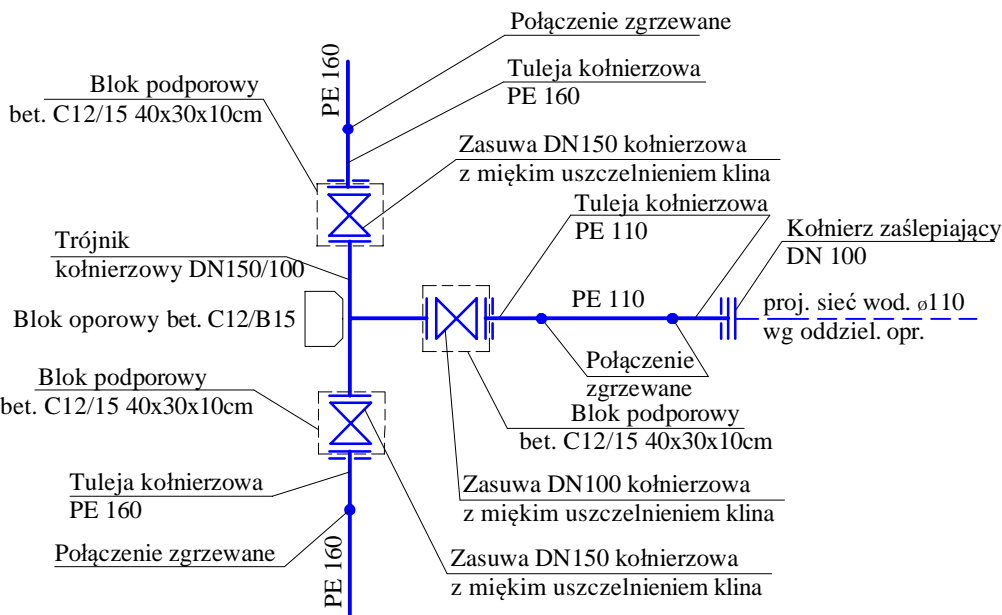 Połączenie zgrzewane
Tuleja kołnierzowa
PE 160
PE 160
Blok podporowy
bet. C12/15 40x30x10cm
Zasuwa DN150 kołnierzowa
z miękim uszczelnieniem klina
Tuleja kołnierzowa
PE 110
Kołnierz zaślepiający
DN 100
Trójnik
kołnierzowy DN150/100
Blok oporowy bet. C12/B15
PE 110
proj. sieć wod. ø110
wg oddziel. opr.
Połączenie
zgrzewane
Blok podporowy
bet. C12/15 40x30x10cm
Blok podporowy
bet. C12/15 40x30x10cm
Tuleja kołnierzowa
PE 160
Zasuwa DN100 kołnierzowa
z miękim uszczelnieniem klina
Połączenie zgrzewane
PE 160
Zasuwa DN150 kołnierzowa
z miękim uszczelnieniem klina